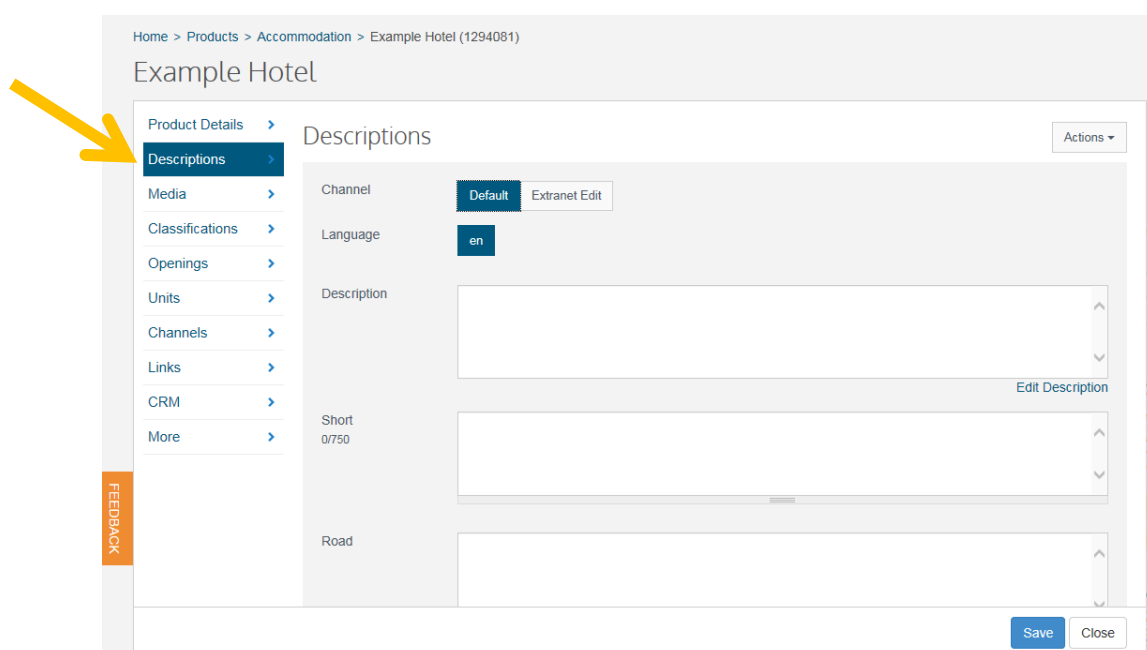 Home > Products > Accommodation > Example Hotel (1294081)
Example Hotel
Product Details
Descriptions
Media
Classifications
Openings
Units
Channels
Links
CRM
More
FEEDBACK
Descriptions
Actions
Channel
Default
Extranet Edit
Language
en
Description
Edit Description
Short
0/750
Road
Save
Close